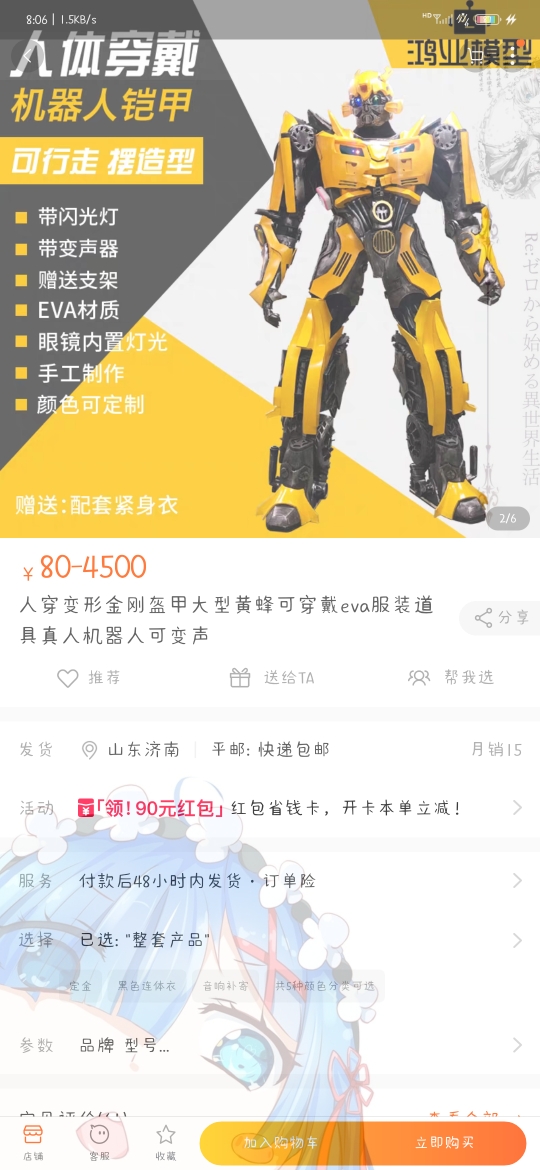 8:06 | 1.5KB/s
人体穿戴
鸿业模型
机器人铠甲
可行走 摆造型
带闪光灯
带变声器
赠送支架
EVA材质
眼镜内置灯光
手工制作
颜色可定制
Re:ゼロから始める異世界生活
赠送:配套紧身衣
2/6
¥80-4500
人穿变形金刚盔甲大型黄蜂可穿戴eva服装道
具真人机器人可变声
分享
推荐 送给TA 帮我选
发货 山东济南 平邮: 快递包邮 月销15
活动 「领!90元红包」红包省钱卡，开卡本单立减!
服务 付款后48小时内发货·订单险
选择 已选: "整套产品"
定金 黑色连体衣 音响补寄 共5种颜色分类可选
参数 品牌 型号...
店铺 客服 收藏 加入购物车 立即购买